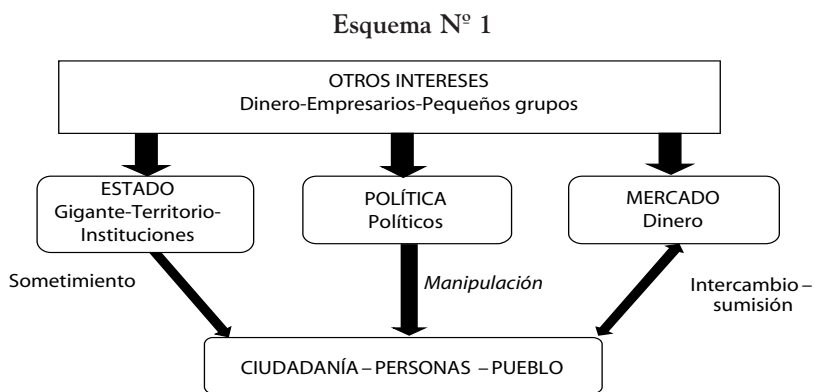 Esquema Nº 1
OTROS INTERESES
Dinero-Empresarios-Pequeños grupos
ESTADO
Gigante-Territorio-
Instituciones
POLÍTICA
Políticos
MERCADO
Dinero
Sometimiento
Manipulación
Intercambio –
sumisión
CIUDADANÍA – PERSONAS – PUEBLO